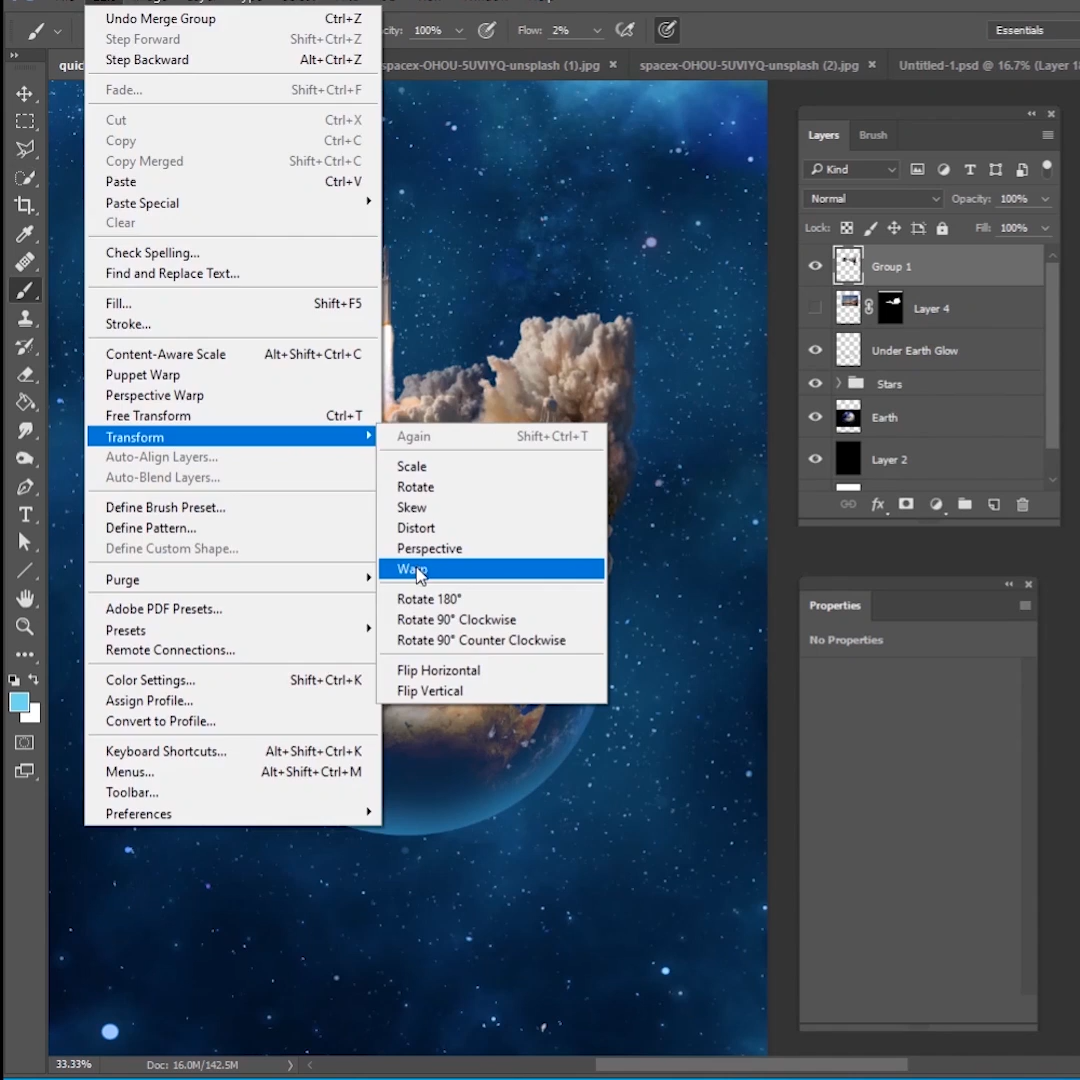 Undo Merge Group Ctrl+Z
Step Forward Shift+Ctrl+Z
Step Backward Alt+Ctrl+Z
Fade... Shift+Ctrl+F
Cut Ctrl+X
Copy Ctrl+C
Copy Merged Shift+Ctrl+C
Paste Ctrl+V
Paste Special
Clear
Check Spelling...
Find and Replace Text...
Fill... Shift+F5
Stroke...
Content-Aware Scale Alt+Shift+Ctrl+C
Puppet Warp
Perspective Warp
Free Transform Ctrl+T
Transform
Auto-Align Layers...
Auto-Blend Layers...
Define Brush Preset...
Define Pattern...
Define Custom Shape...
Purge
Adobe PDF Presets...
Presets
Remote Connections...
Color Settings... Shift+Ctrl+K
Assign Profile...
Convert to Profile...
Keyboard Shortcuts... Alt+Shift+Ctrl+K
Menus... Alt+Shift+Ctrl+M
Toolbar...
Preferences
Again Shift+Ctrl+T
Scale
Rotate
Skew
Distort
Perspective
Warp
Rotate 180°
Rotate 90° Clockwise
Rotate 90° Counter Clockwise
Flip Horizontal
Flip Vertical
100% Flow: 2% Essentials
quic spacex-OHOU-5UVIYQ-unsplash (1).jpg spacex-OHOU-5UVIYQ-unsplash (2).jpg Untitled-1.psd @ 16.7% (Layer
Layers Brush
Kind
Normal Opacity: 100%
Lock: Fill: 100%
Group 1
Layer 4
Under Earth Glow
Stars
Earth
Layer 2
fx
Properties
No Properties
33.33% Doc: 16.0M/142.5M